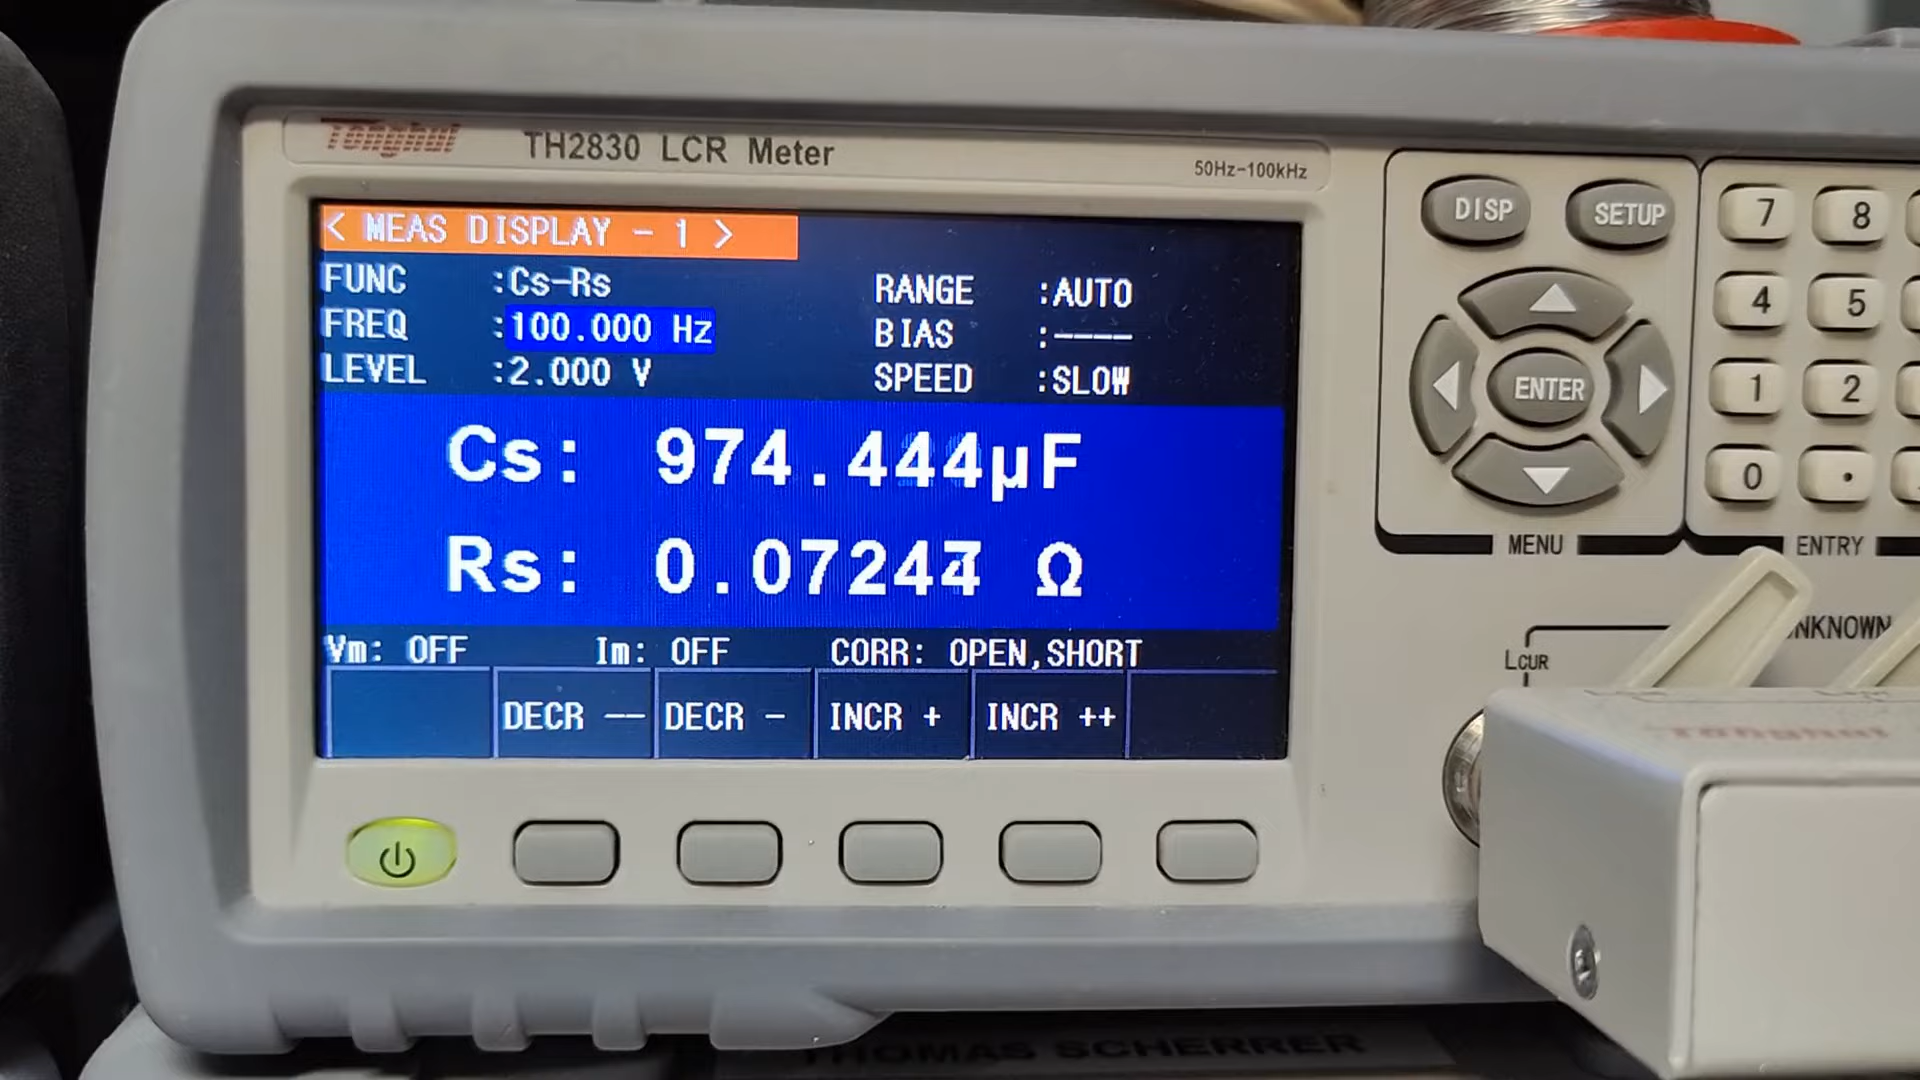 Tonghui TH2830 LCR Meter 50Hz-100kHz
< MEAS DISPLAY - 1 >
FUNC :Cs-Rs RANGE :AUTO
FREQ :100.000 Hz BIAS :----
LEVEL :2.000 V SPEED :SLOW
Cs: 974.444µF
Rs: Ω
Vm: OFF Im: OFF CORR: OPEN,SHORT
DECR -- DECR - INCR + INCR ++
DISP SETUP
ENTER
MENU
7 8
4 5
1 2
0 .
ENTRY
LCUR
Tonghui
THOMAS SCHERRER